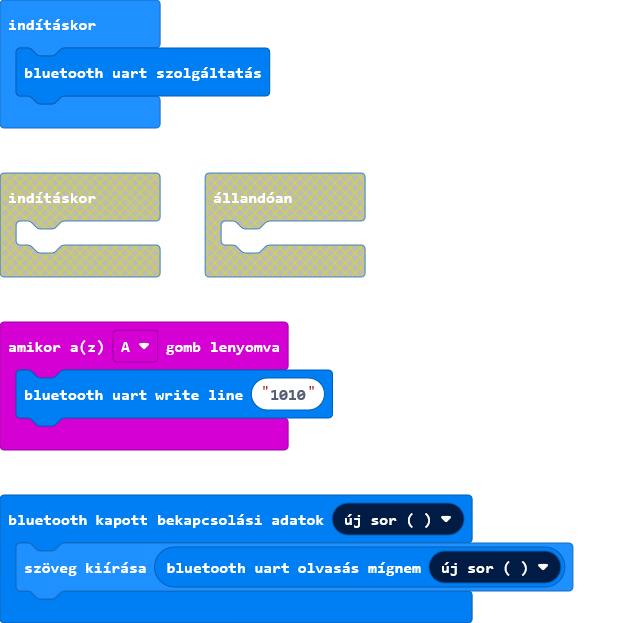 indításkor
bluetooth uart szolgáltatás
indításkor
állandóan
amikor a(z) A gomb lenyomva
bluetooth uart write line "1010"
bluetooth kapott bekapcsolási adatok új sor ( )
szöveg kiírása bluetooth uart olvasás mígnem új sor ( )